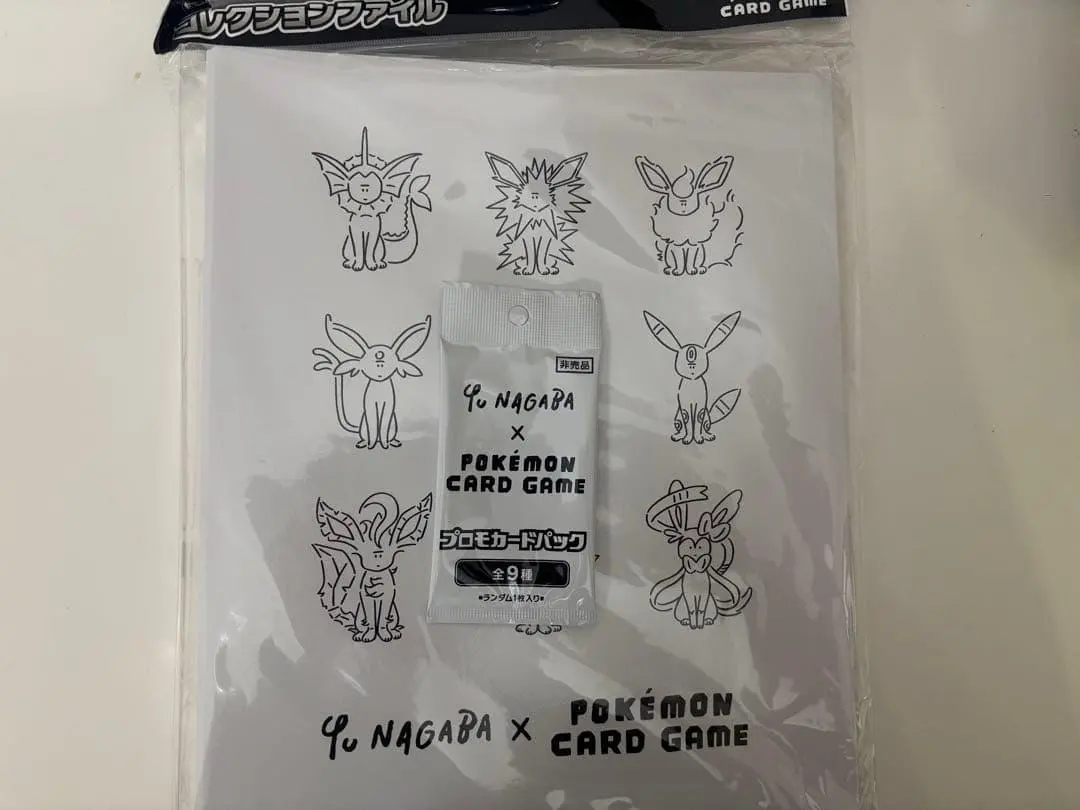 コレクションファイル
CARD GAME
非売品
Yu NAGABA
×
POKÉMON
CARD GAME
プロモカードパック
全9種
●ランダム1枚入り●
Yu NAGABA × POKÉMON
CARD GAME